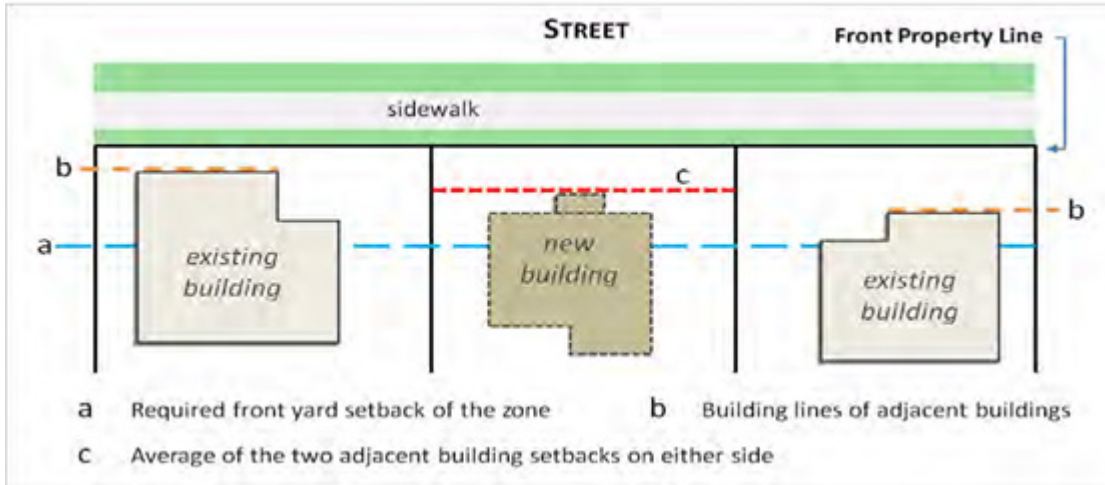 STREET
Front Property Line
sidewalk
b
c
b
a
existing
building
new
building
existing
building
a Required front yard setback of the zone
b Building lines of adjacent buildings
c Average of the two adjacent building setbacks on either side